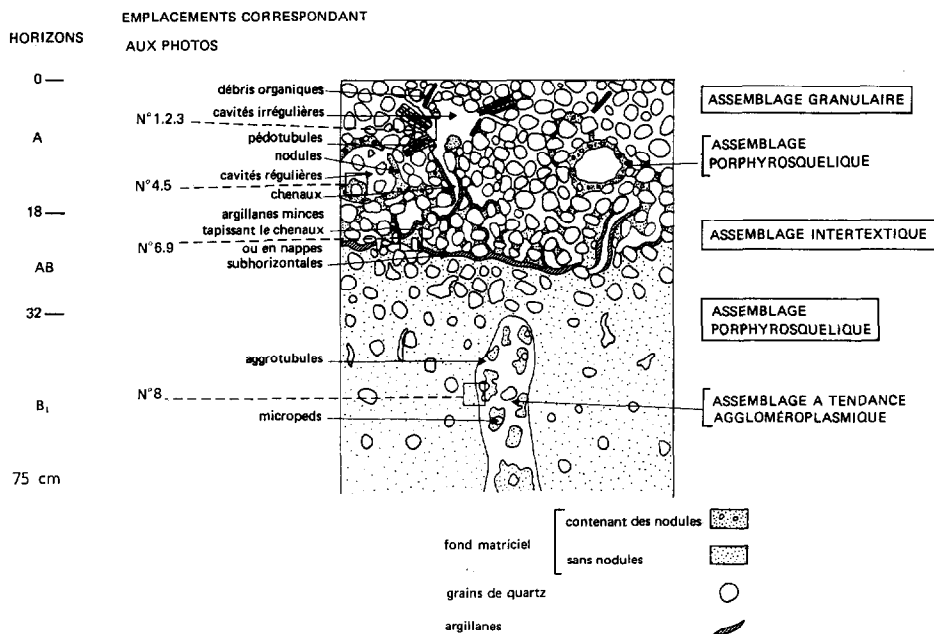 EMPLACEMENTS CORRESPONDANT
HORIZONS
AUX PHOTOS
0
débris organiques
ASSEMBLAGE GRANULAIRE
cavités irrégulières
N°1.2.3
A
pédotubules
ASSEMBLAGE
PORPHYROSQUELIQUE
nodules
cavités régulières
N°4,5
chenaux
18
argillanes minces
tapissant le chenaux
ASSEMBLAGE INTERTEXTIQUE
N°6.9
ou en nappes
subhorizontales
AB
32
ASSEMBLAGE
PORPHYROSQUELIQUE
aggrotubules
N°8
ASSEMBLAGE A TENDANCE
AGGLOMÉROPLASMIQUE
B₁
micropeds
75 cm
contenant des nodules
fond matriciel
sans nodules
grains de quartz
argillanes